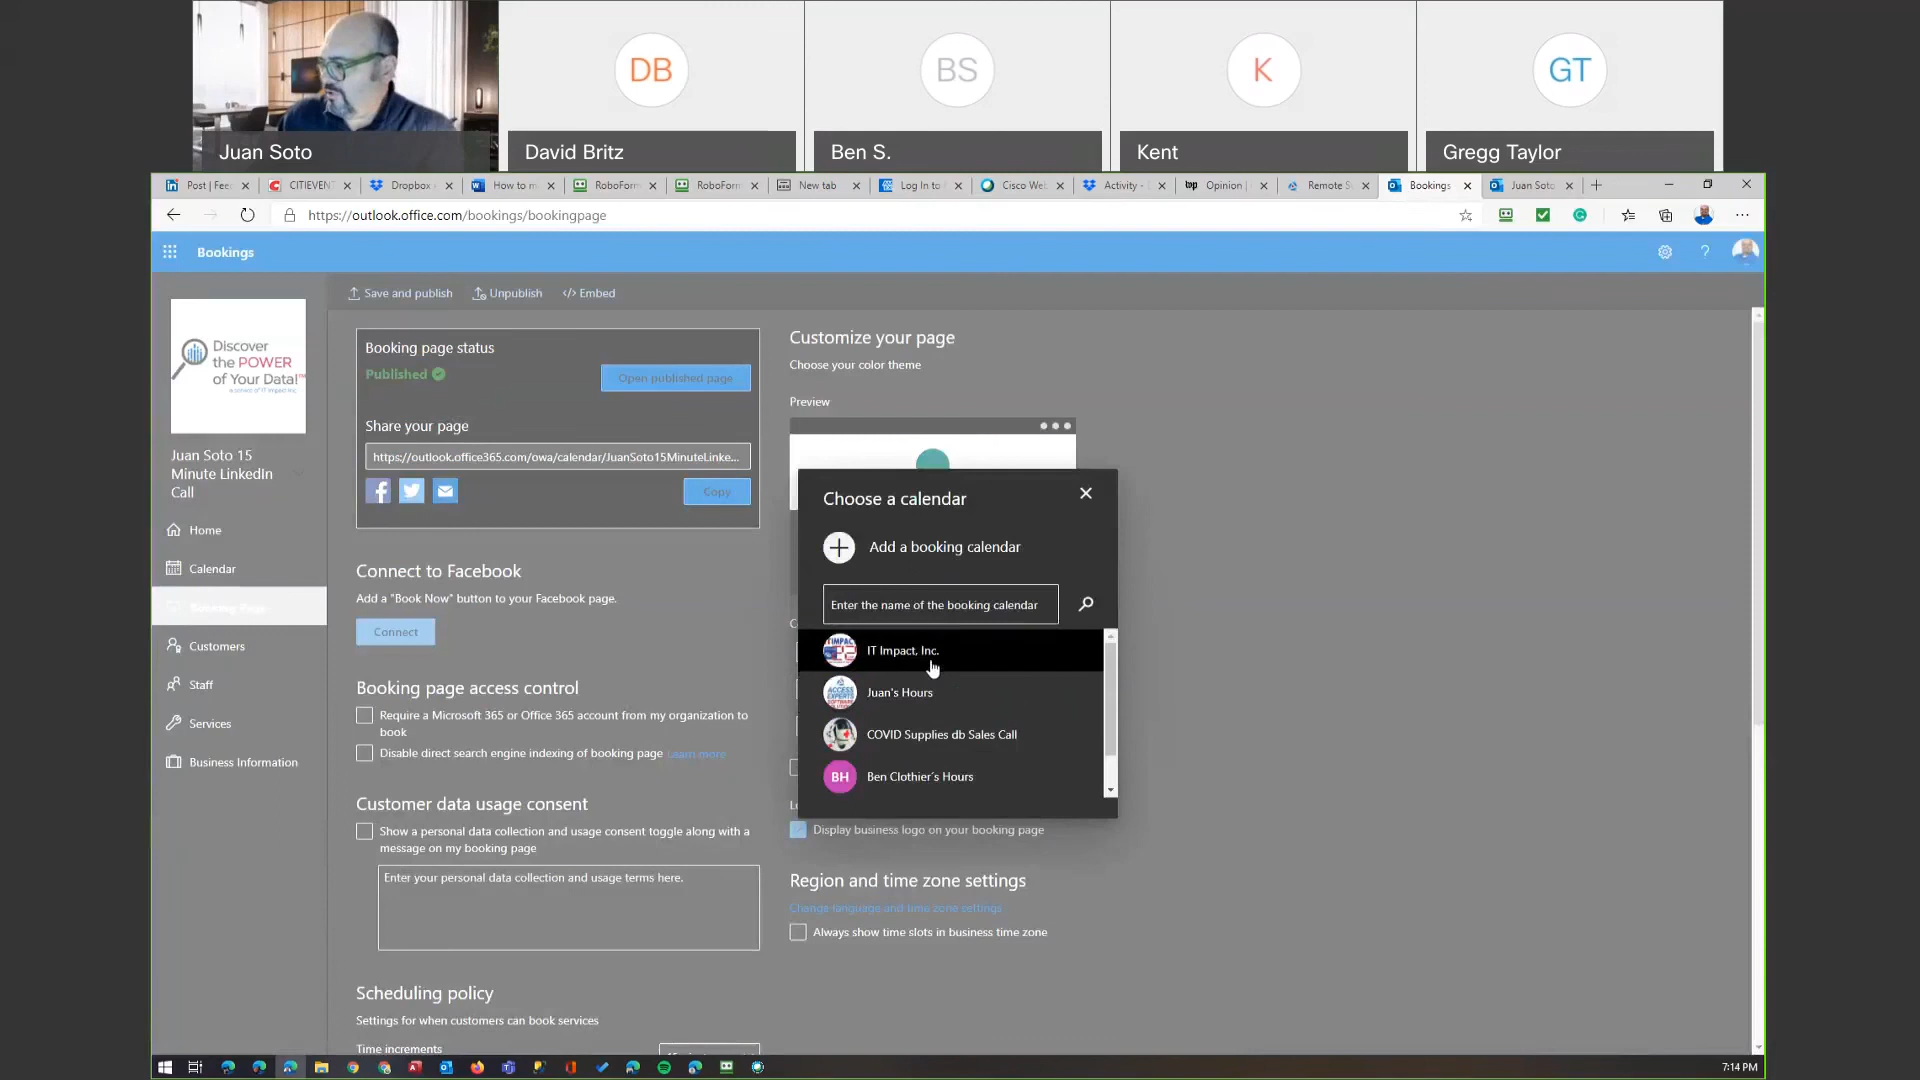 DB
BS
K
GT
Juan Soto
David Britz
Ben S.
Kent
Gregg Taylor
Post | Fee
CITIEVENT
Dropbox
How to m
RoboForm
RoboForm
New tab
Log In to
Cisco We
Activity -
Opinion |
Remote S
Bookings
Juan Soto
https://outlook.office.com/bookings/bookingpage
Bookings
?
Save and publish
Unpublish
</> Embed
Discover
the POWER
of Your Data!™
a service of IT Impact Inc.
Juan Soto 15
Minute LinkedIn
Call
Home
Calendar
Booking Page
Customers
Staff
Services
Business Information
Booking page status
Published
Open published page
Share your page
https://outlook.office365.com/owa/calendar/JuanSoto15MinuteLinke...
Copy
Connect to Facebook
Add a "Book Now" button to your Facebook page.
Connect
Booking page access control
Require a Microsoft 365 or Office 365 account from my organization to
book
Disable direct search engine indexing of booking page Learn more
Customer data usage consent
Show a personal data collection and usage consent toggle along with a
message on my booking page
Enter your personal data collection and usage terms here.
Scheduling policy
Settings for when customers can book services
Time increments
Customize your page
Choose your color theme
Preview
Choose a calendar
Add a booking calendar
Enter the name of the booking calendar
IT Impact, Inc.
Juan's Hours
COVID Supplies db Sales Call
BH
Ben Clothier's Hours
Display business logo on your booking page
Region and time zone settings
Change language and time zone settings
Always show time slots in business time zone
7:14 PM